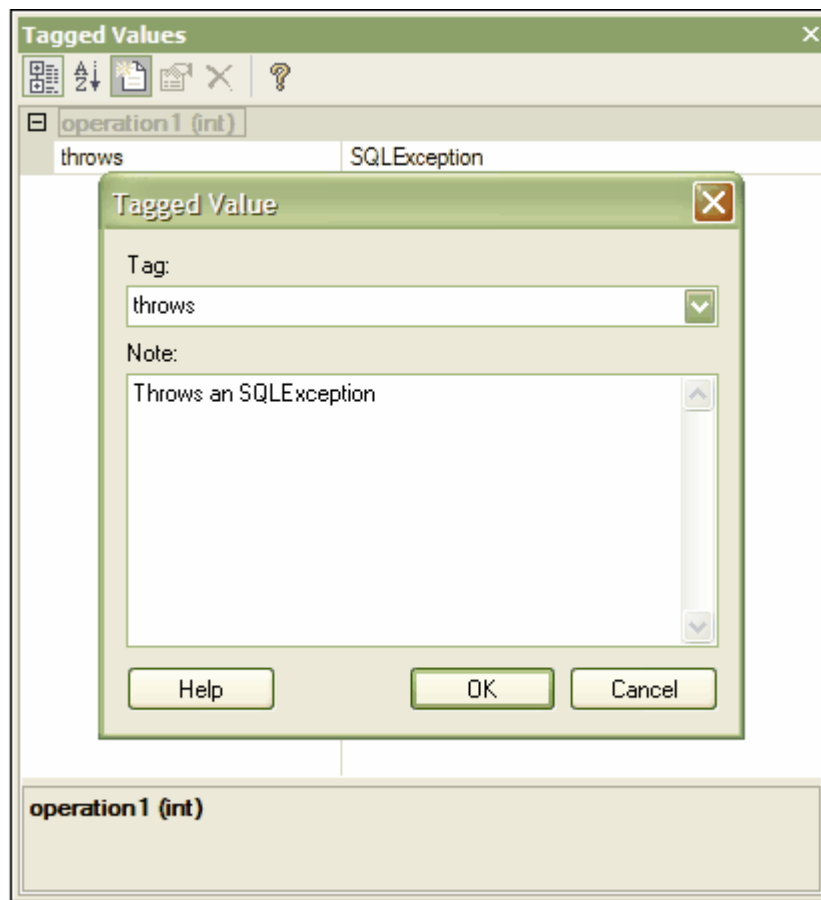 Tagged Values
operation1 (int)
throws SQLException
Tagged Value
Tag:
throws
Note:
Throws an SQLException
Help OK Cancel
operation1 (int)